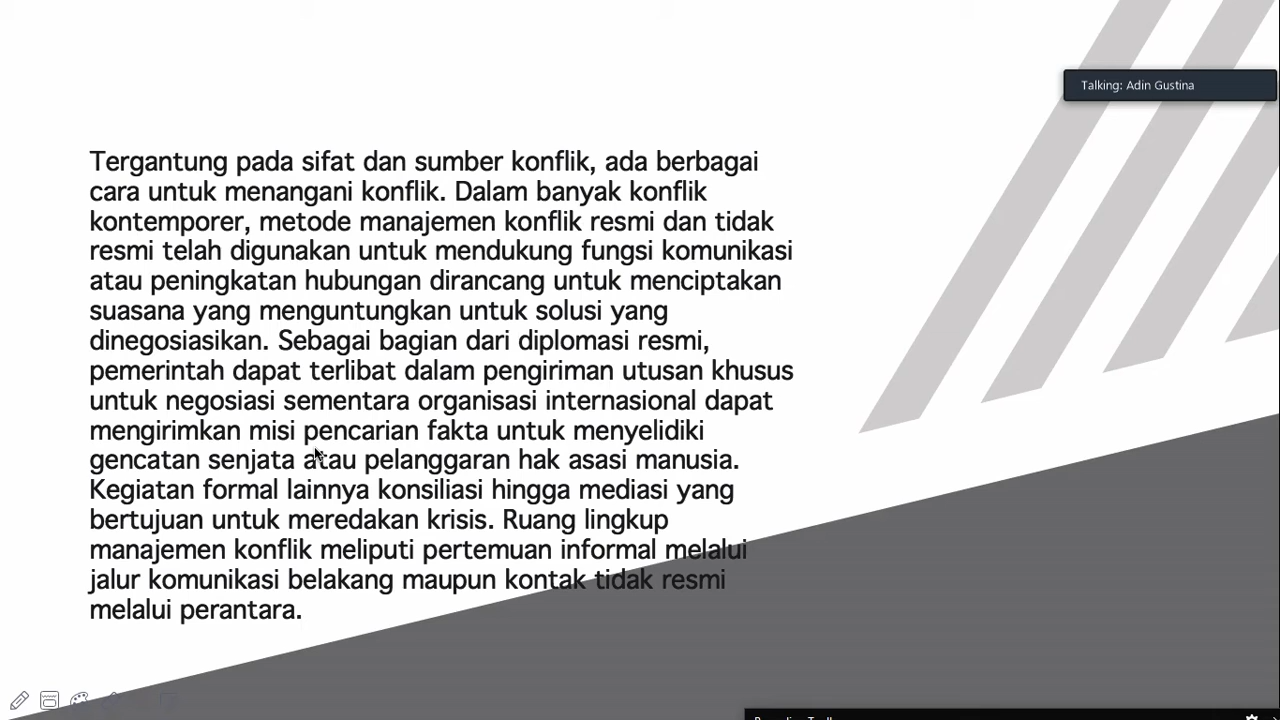 Talking: Adin Gustina
Tergantung pada sifat dan sumber konflik, ada berbagai
cara untuk menangani konflik. Dalam banyak konflik
kontemporer, metode manajemen konflik resmi dan tidak
resmi telah digunakan untuk mendukung fungsi komunikasi
atau peningkatan hubungan dirancang untuk menciptakan
suasana yang menguntungkan untuk solusi yang
dinegosiasikan. Sebagai bagian dari diplomasi resmi,
pemerintah dapat terlibat dalam pengiriman utusan khusus
untuk negosiasi sementara organisasi internasional dapat
mengirimkan misi pencarian fakta untuk menyelidiki
gencatan senjata atau pelanggaran hak asasi manusia.
Kegiatan formal lainnya konsiliasi hingga mediasi yang
bertujuan untuk meredakan krisis. Ruang lingkup
manajemen konflik meliputi pertemuan informal melalui
jalur komunikasi belakang maupun kontak tidak resmi
melalui perantara.